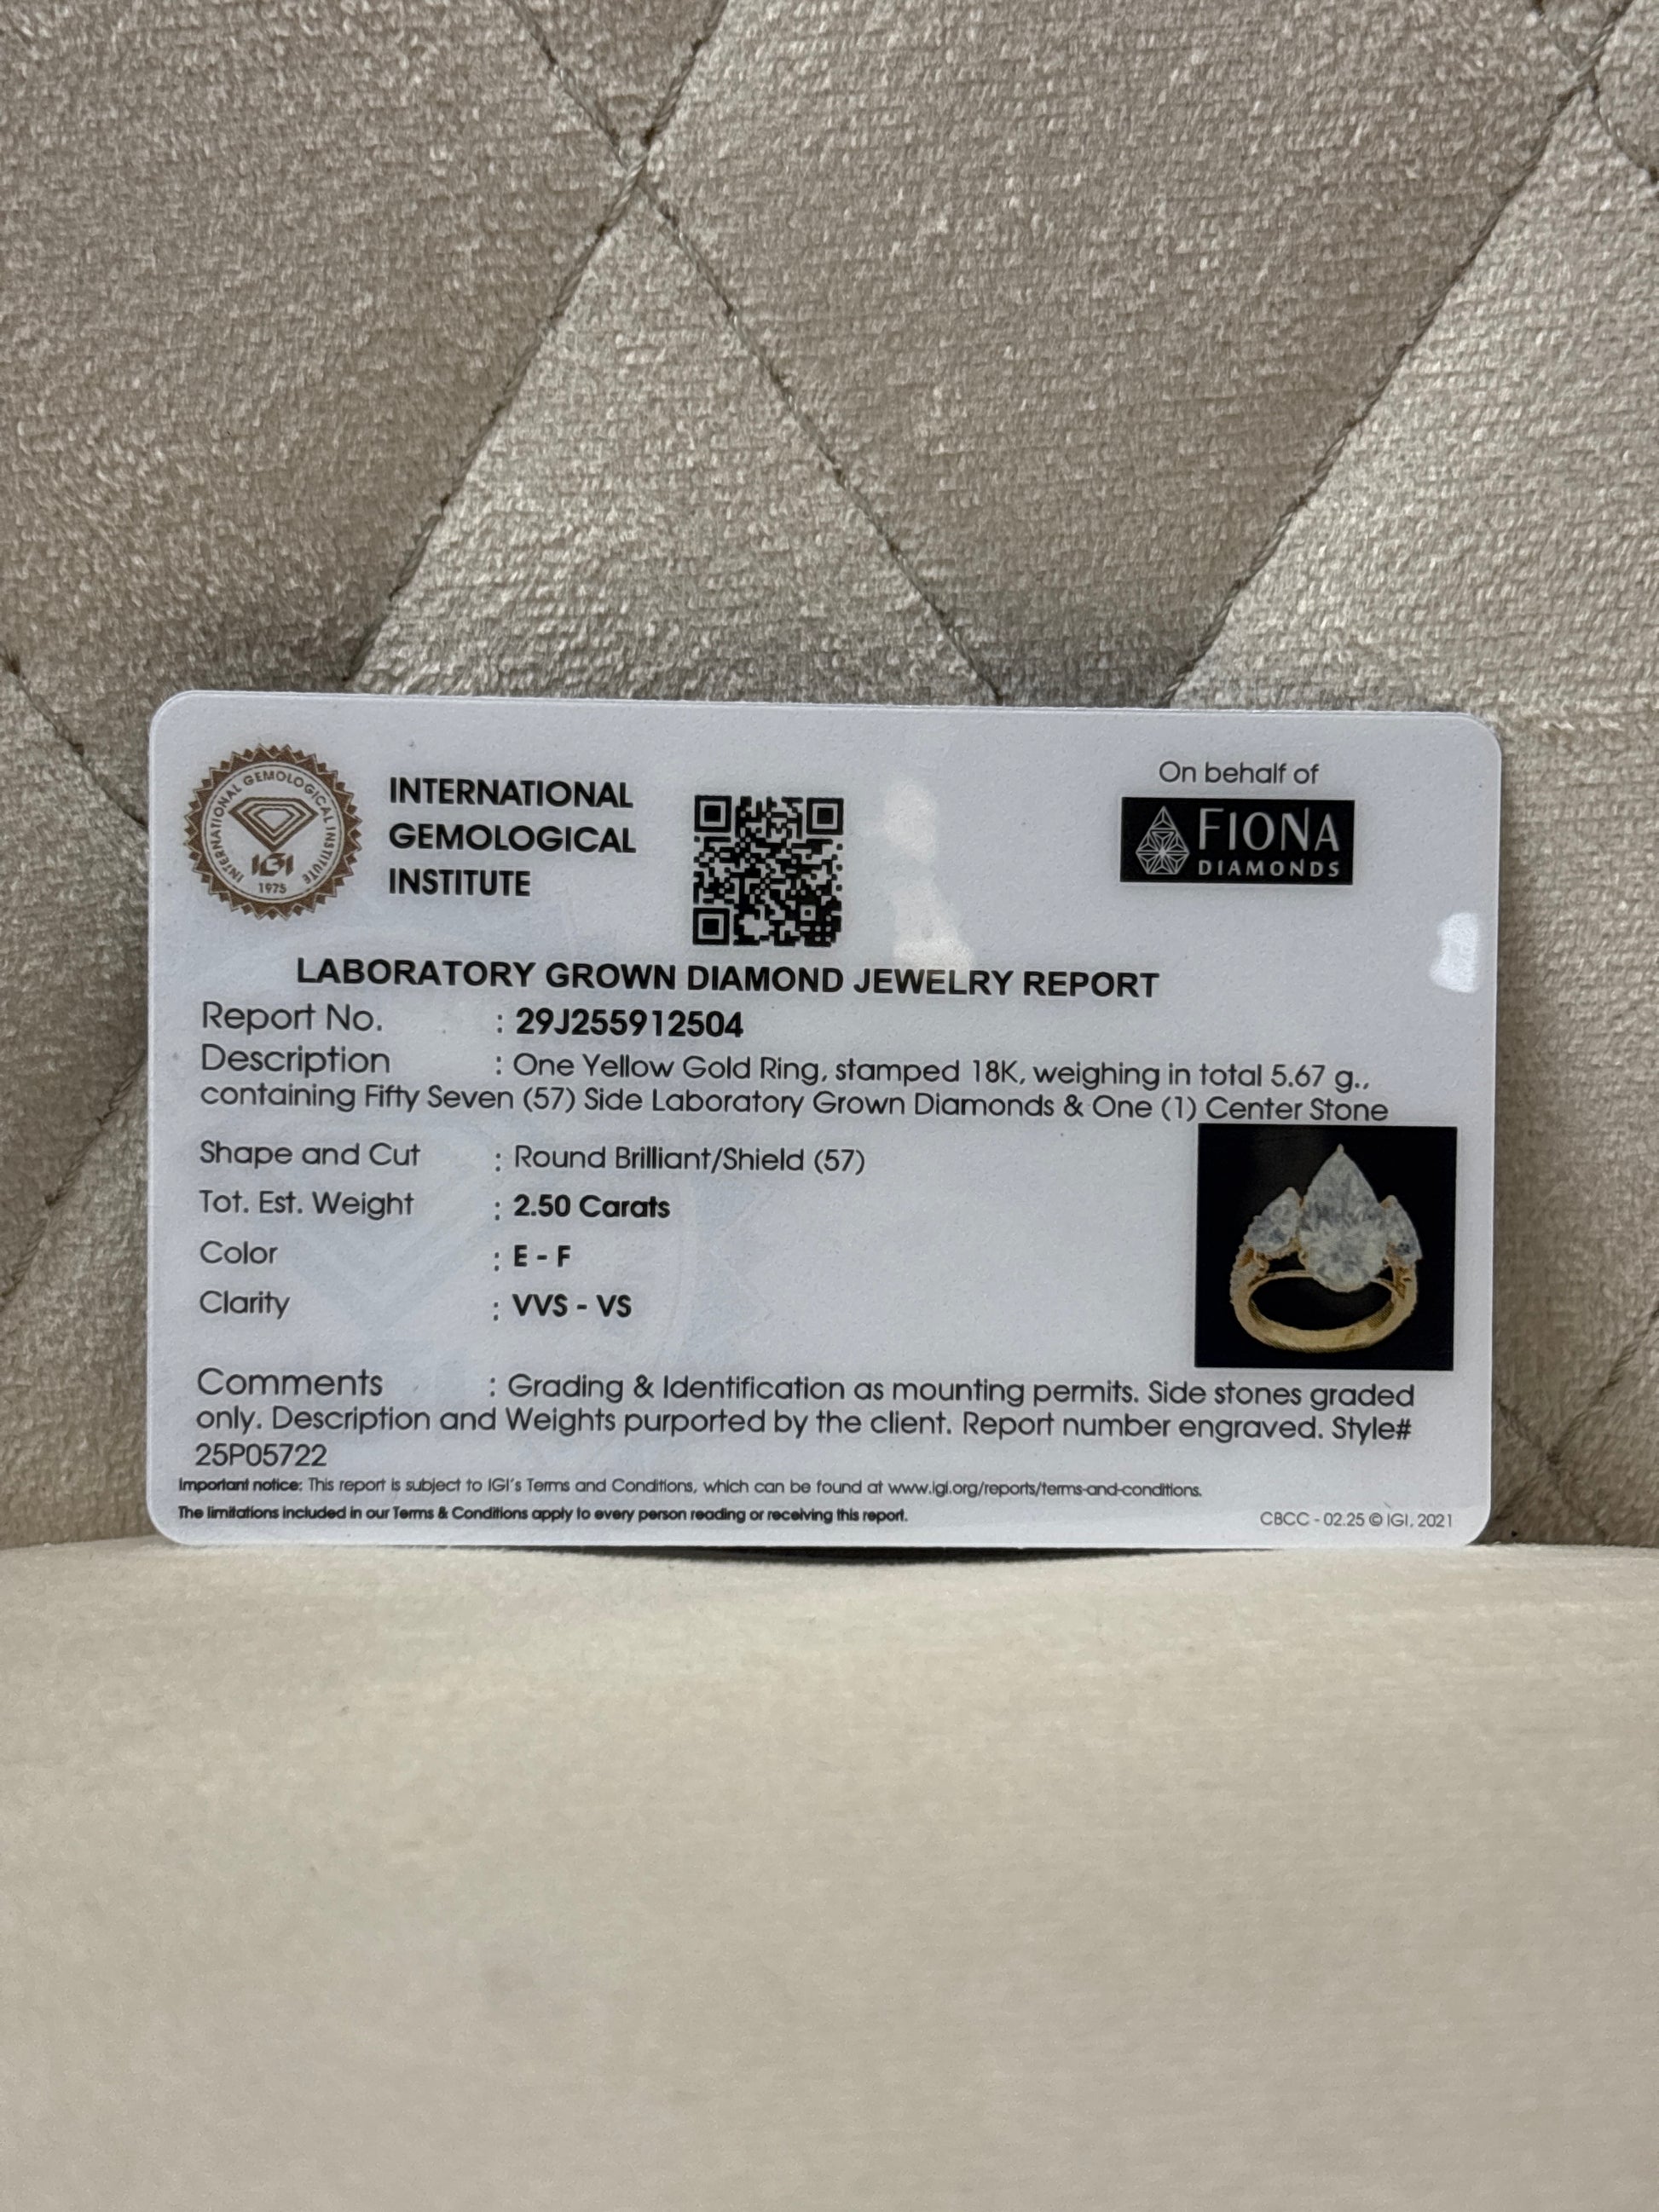 INTERNATIONAL GEMOLOGICAL INSTITUTE
IGI
1975
INTERNATIONAL
GEMOLOGICAL
INSTITUTE
On behalf of
FIONA
DIAMONDS
LABORATORY GROWN DIAMOND JEWELRY REPORT
Report No. : 29J255912504
Description : One Yellow Gold Ring, stamped 18K, weighing in total 5.67 g.,
containing Fifty Seven (57) Side Laboratory Grown Diamonds & One (1) Center Stone
Shape and Cut : Round Brilliant/Shield (57)
Tot. Est. Weight : 2.50 Carats
Color : E - F
Clarity : VVS - VS
Comments : Grading & Identification as mounting permits. Side stones graded
only. Description and Weights purported by the client. Report number engraved. Style#
25P05722
Important notice: This report is subject to IGI's Terms and Conditions, which can be found at www.igi.org/reports/terms-and-conditions.
The limitations included in our Terms & Conditions apply to every person reading or receiving this report.
CBCC - 02.25 © IGI, 2021